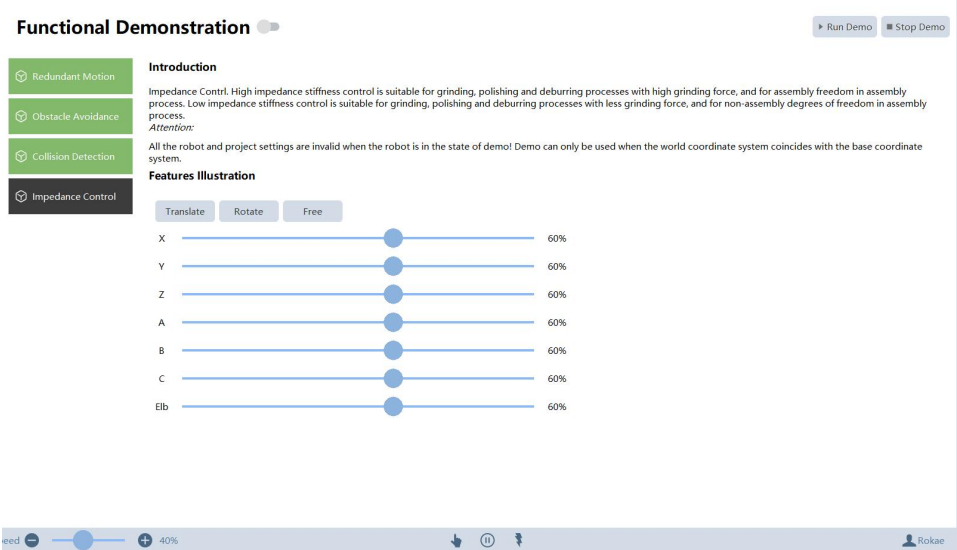 Functional Demonstration
Run Demo
Stop Demo
Redundant Motion
Obstacle Avoidance
Collision Detection
Impedance Control
Introduction
Impedance Contrl. High impedance stiffness control is suitable for grinding, polishing and deburring processes with high grinding force, and for assembly freedom in assembly
process. Low impedance stiffness control is suitable for grinding, polishing and deburring processes with less grinding force, and for non-assembly degrees of freedom in assembly
process.
Attention:
All the robot and project settings are invalid when the robot is in the state of demo! Demo can only be used when the world coordinate system coincides with the base coordinate
system.
Features Illustration
Translate Rotate Free
X 60%
Y 60%
Z 60%
A 60%
B 60%
C 60%
Elb 60%
eed 40% Rokae